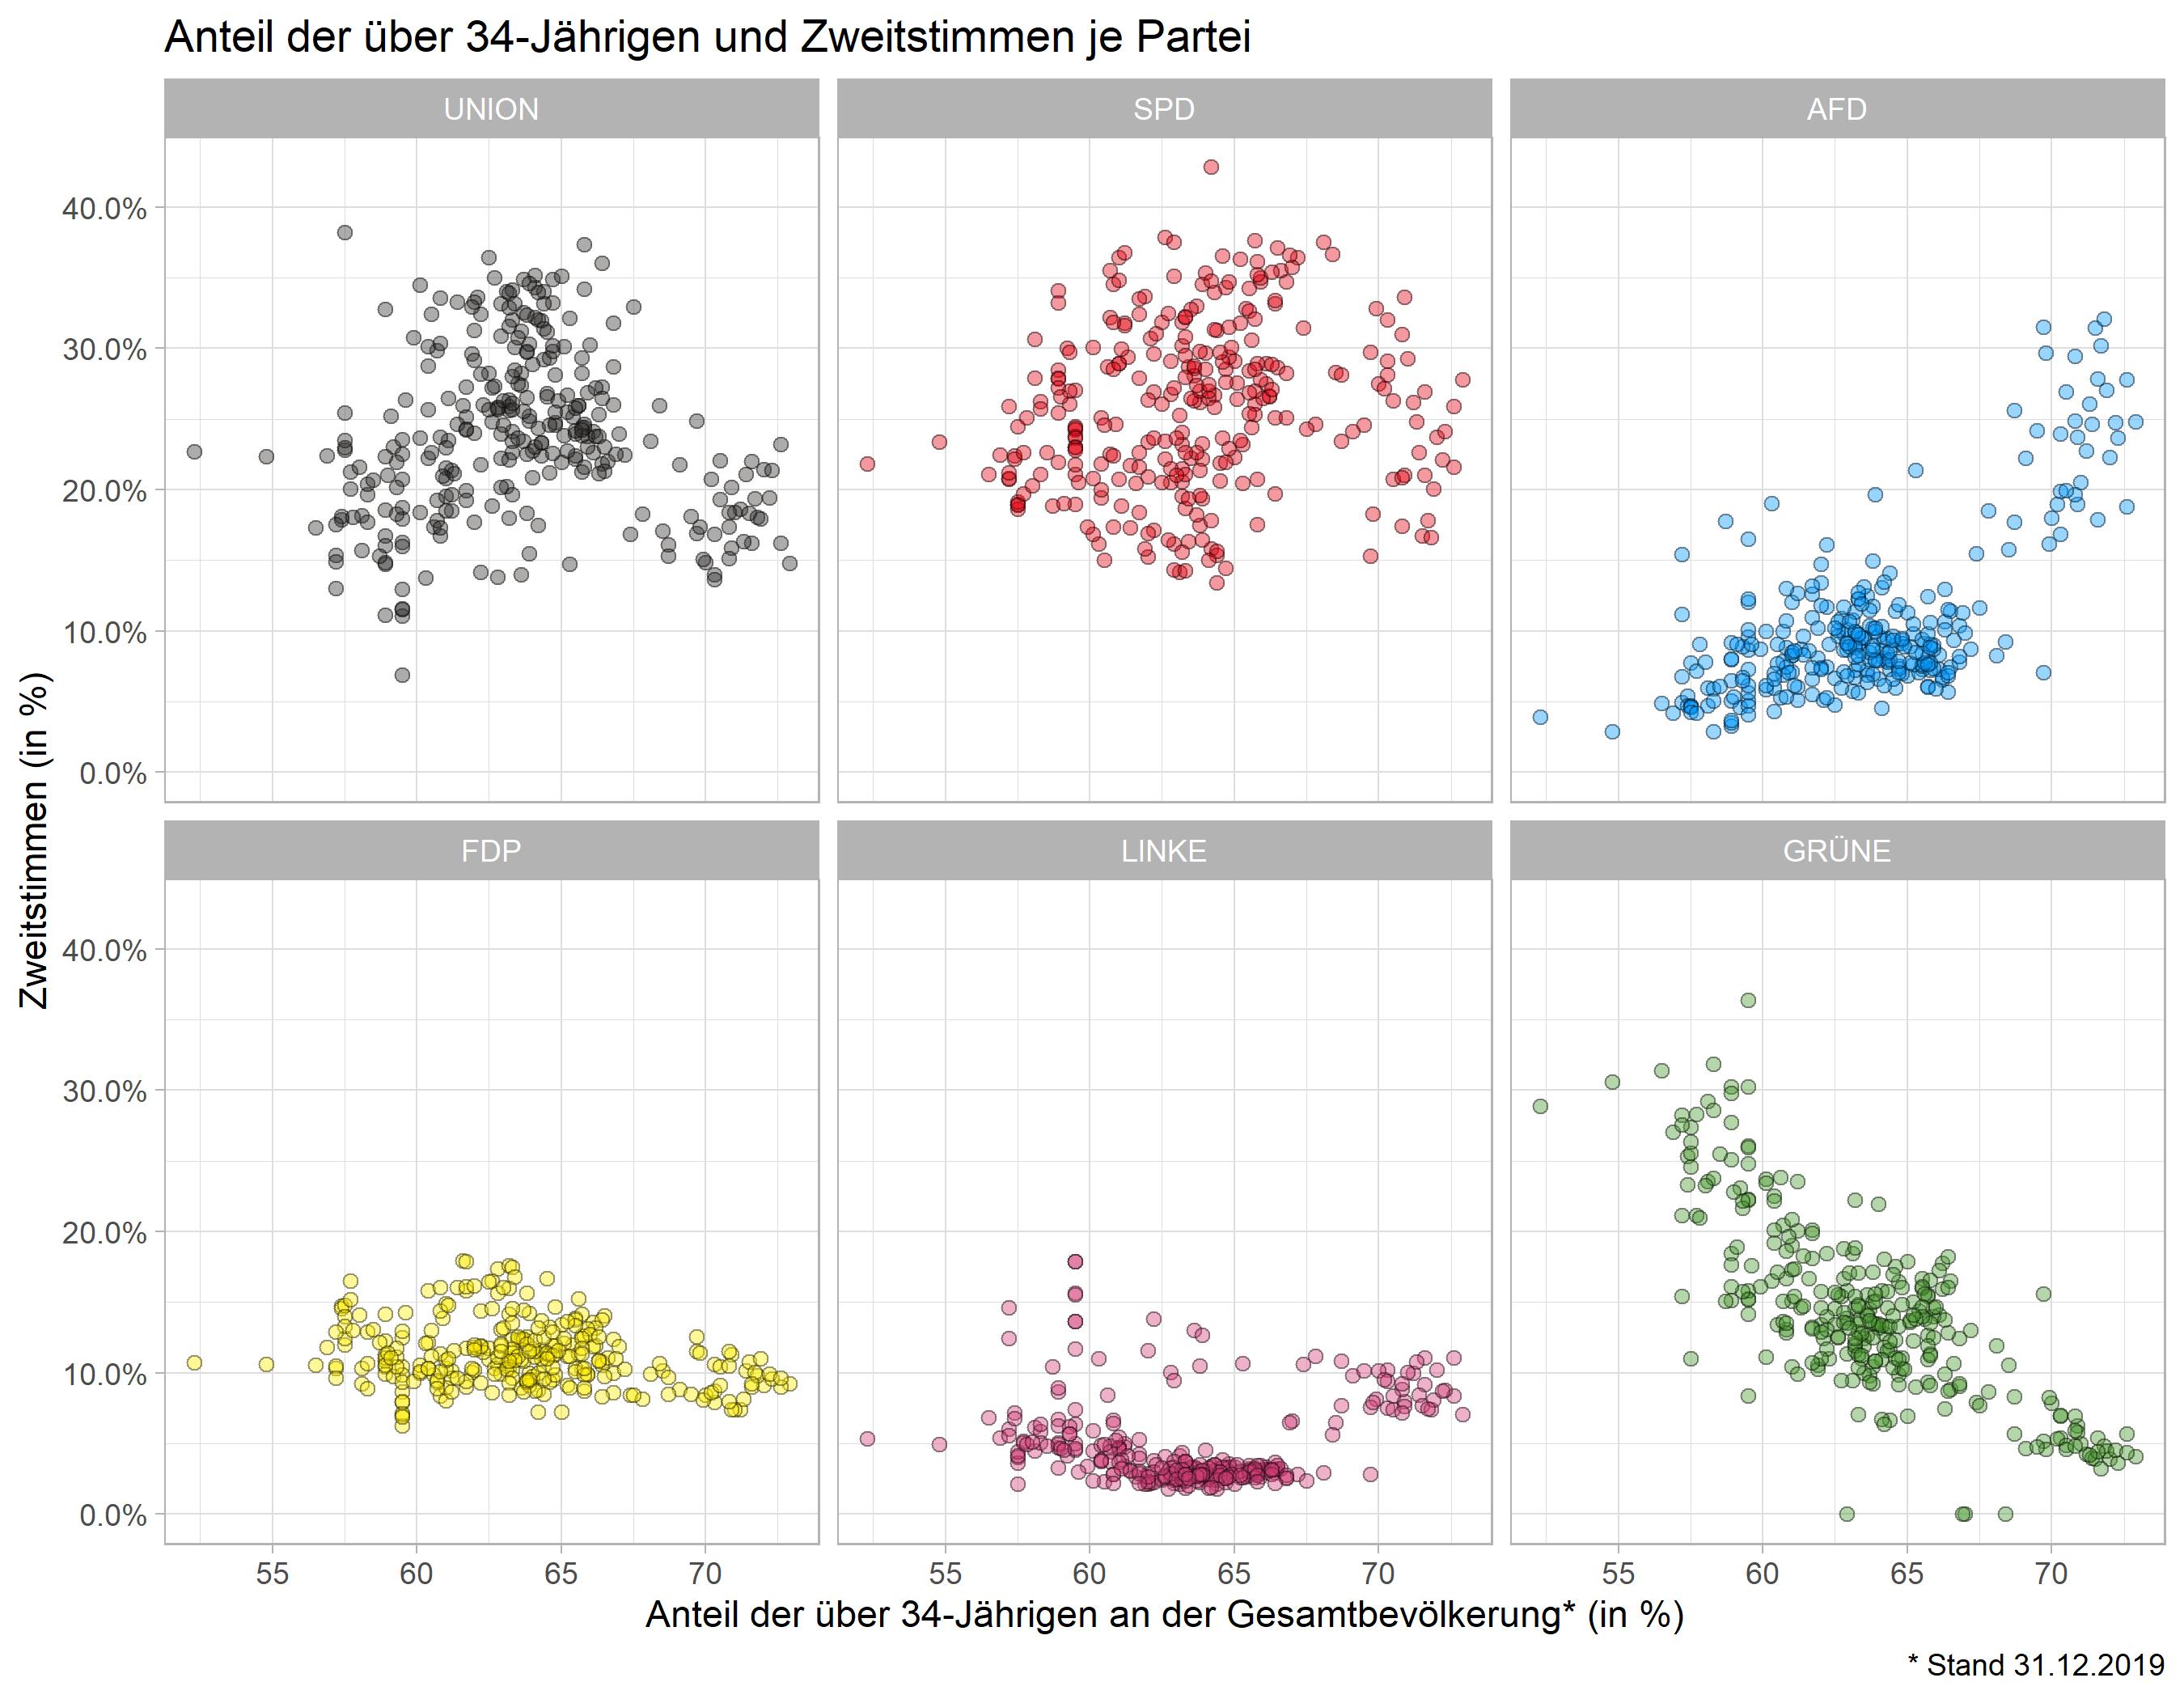 Anteil der über 34-Jährigen und Zweitstimmen je Partei
UNION
SPD
AFD
40.0%
30.0%
20.0%
10.0%
0.0%
Zweitstimmen (in %)
FDP
LINKE
GRÜNE
40.0%
30.0%
20.0%
10.0%
0.0%
55 60 65 70
55 60 65 70
55 60 65 70
Anteil der über 34-Jährigen an der Gesamtbevölkerung* (in %)
* Stand 31.12.2019